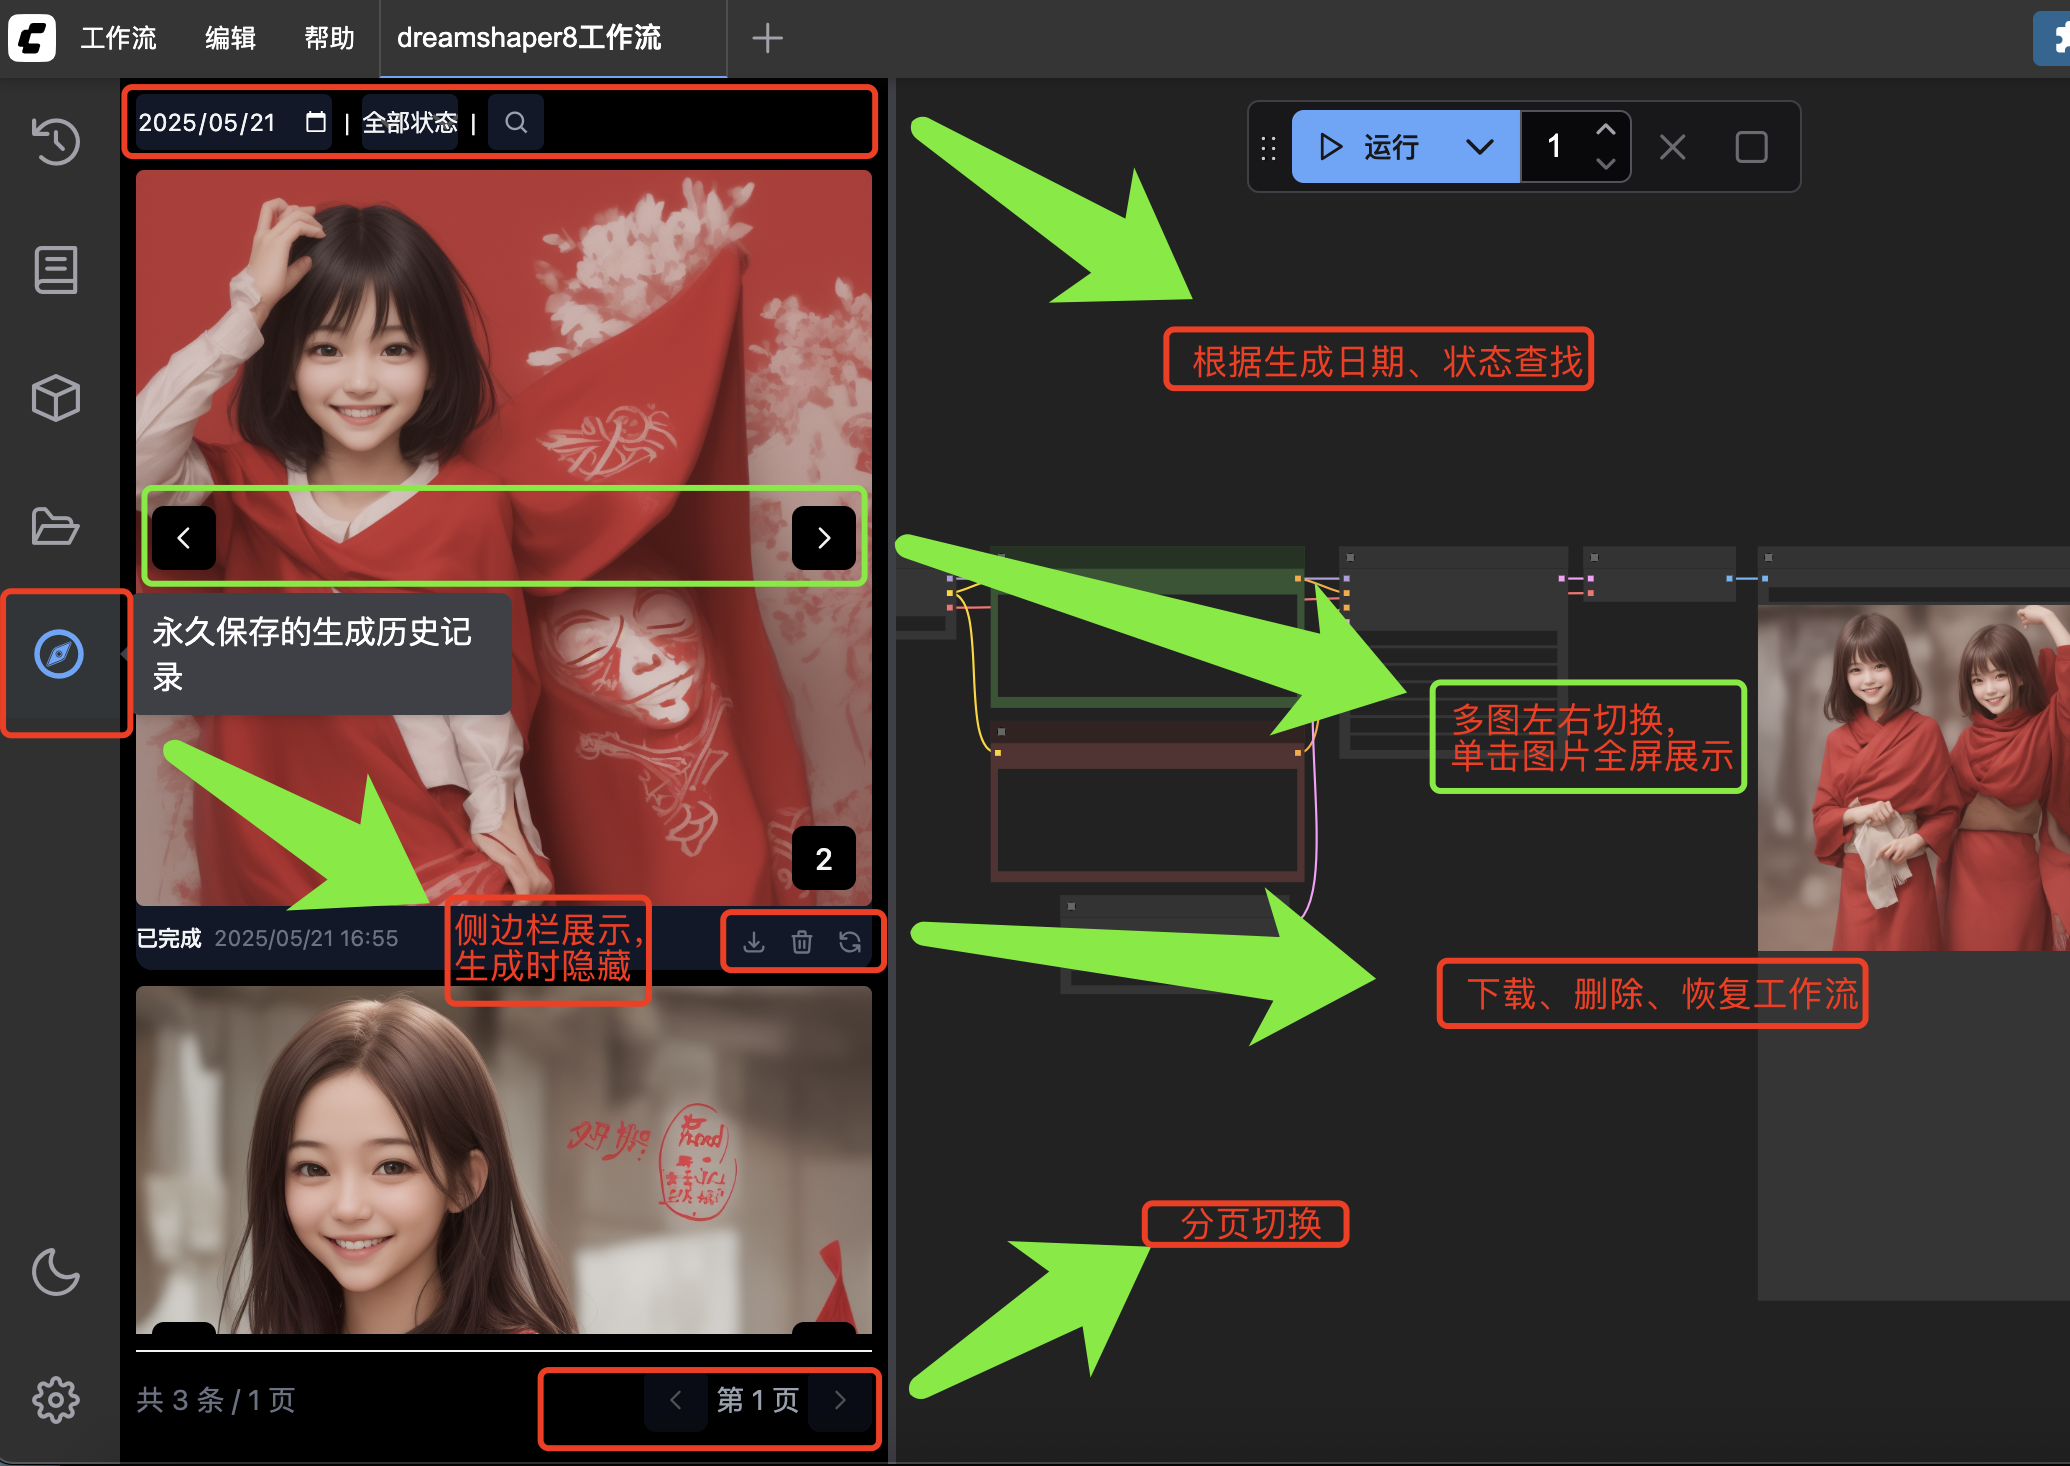 工作流 编辑 帮助 dreamshaper8工作流
2025/05/21 | 全部状态 |
运行 1
根据生成日期、状态查找
永久保存的生成历史记
录
多图左右切换，
单击图片全屏展示
2
已完成 2025/05/21 16:55
侧边栏展示，
生成时隐藏
下载、删除、恢复工作流
分页切换
共 3 条 / 1 页
第 1 页